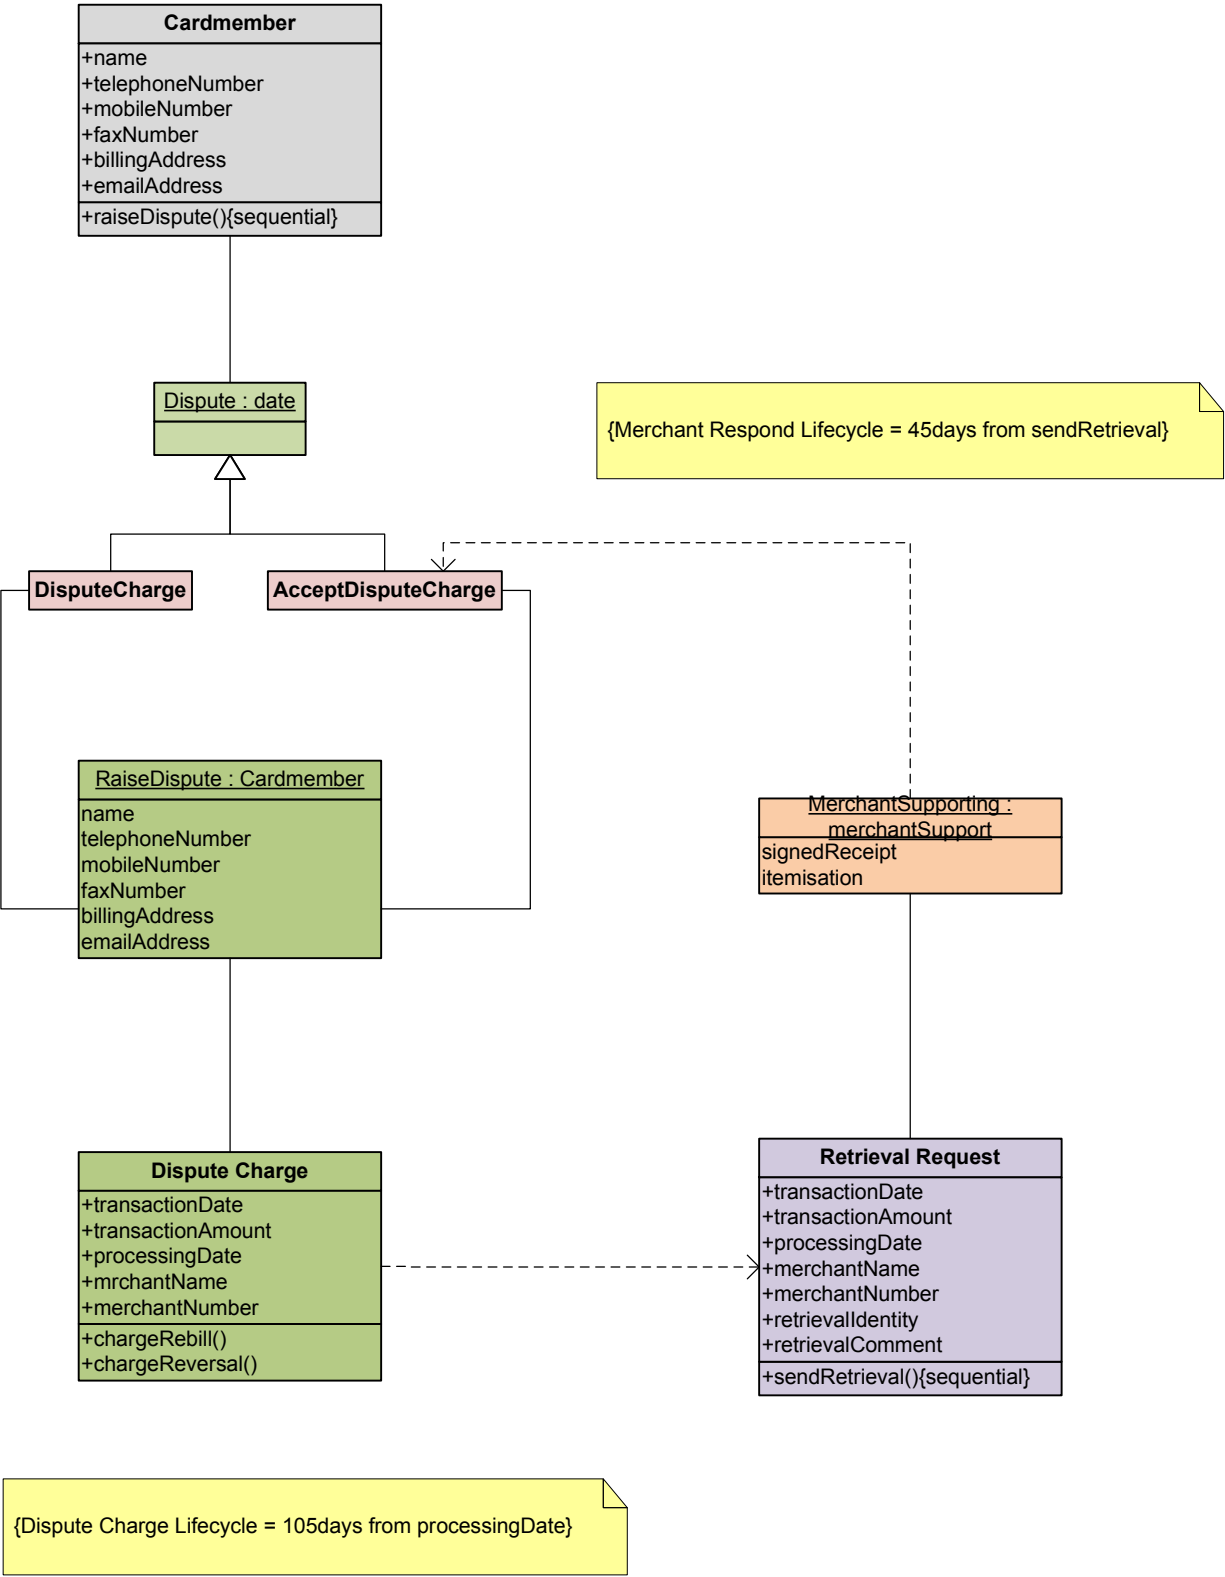 Cardmember
+name
+telephoneNumber
+mobileNumber
+faxNumber
+billingAddress
+emailAddress
+raiseDispute(){sequential}
Dispute : date
{Merchant Respond Lifecycle = 45days from sendRetrieval}
DisputeCharge
AcceptDisputeCharge
RaiseDispute : Cardmember
name
telephoneNumber
mobileNumber
faxNumber
billingAddress
emailAddress
MerchantSupporting :
merchantSupport
signedReceipt
itemisation
Dispute Charge
+transactionDate
+transactionAmount
+processingDate
+mrchantName
+merchantNumber
+chargeRebill()
+chargeReversal()
Retrieval Request
+transactionDate
+transactionAmount
+processingDate
+merchantName
+merchantNumber
+retrievalIdentity
+retrievalComment
+sendRetrieval(){sequential}
{Dispute Charge Lifecycle = 105days from processingDate}